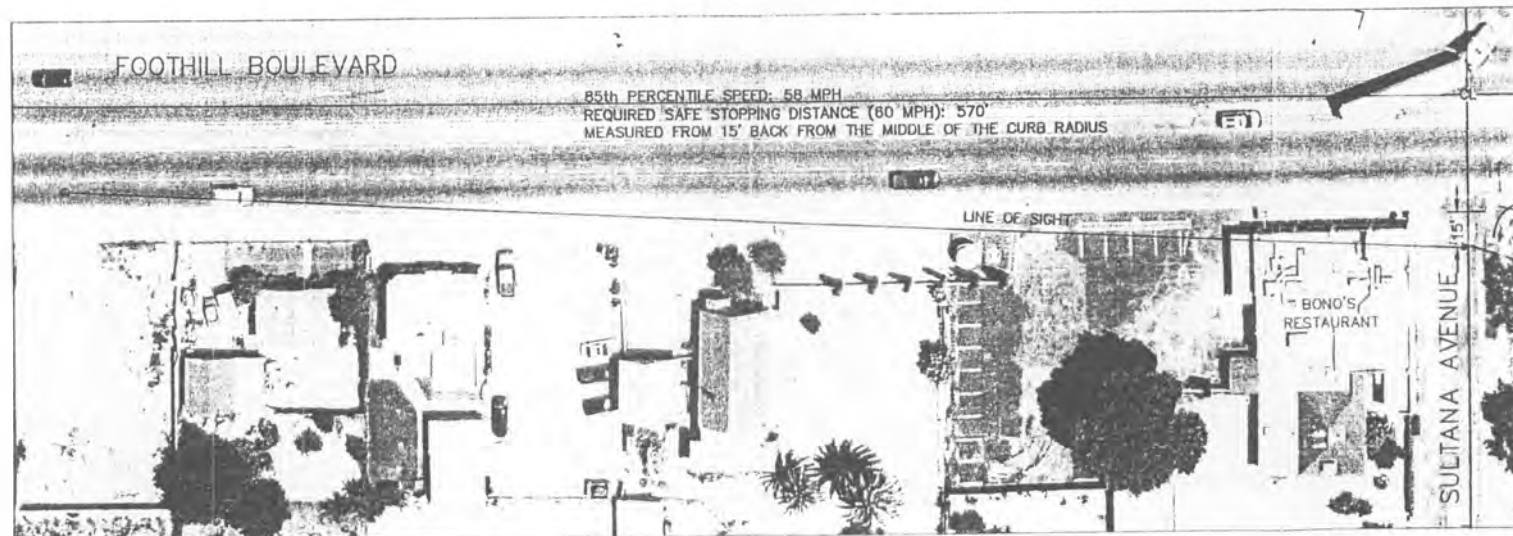 FOOTHILL BOULEVARD
85th PERCENTILE SPEED: 58 MPH
REQUIRED SAFE STOPPING DISTANCE (60 MPH): 570'
MEASURED FROM 15' BACK FROM THE MIDDLE OF THE CURB RADIUS
CL
LINE OF SIGHT
15'
BONO'S
RESTAURANT
SULTANA AVENUE